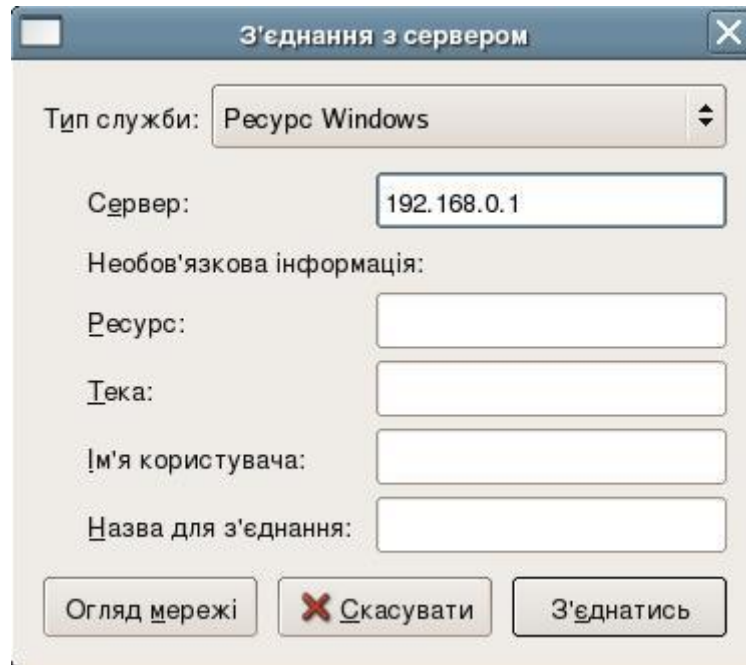 З'єднання з сервером
Тип служби: Ресурс Windows
Сервер: 192.168.0.1
Необов'язкова інформація:
Ресурс:
Тека:
Ім'я користувача:
Назва для з'єднання:
Огляд мережі Скасувати З'єднатись